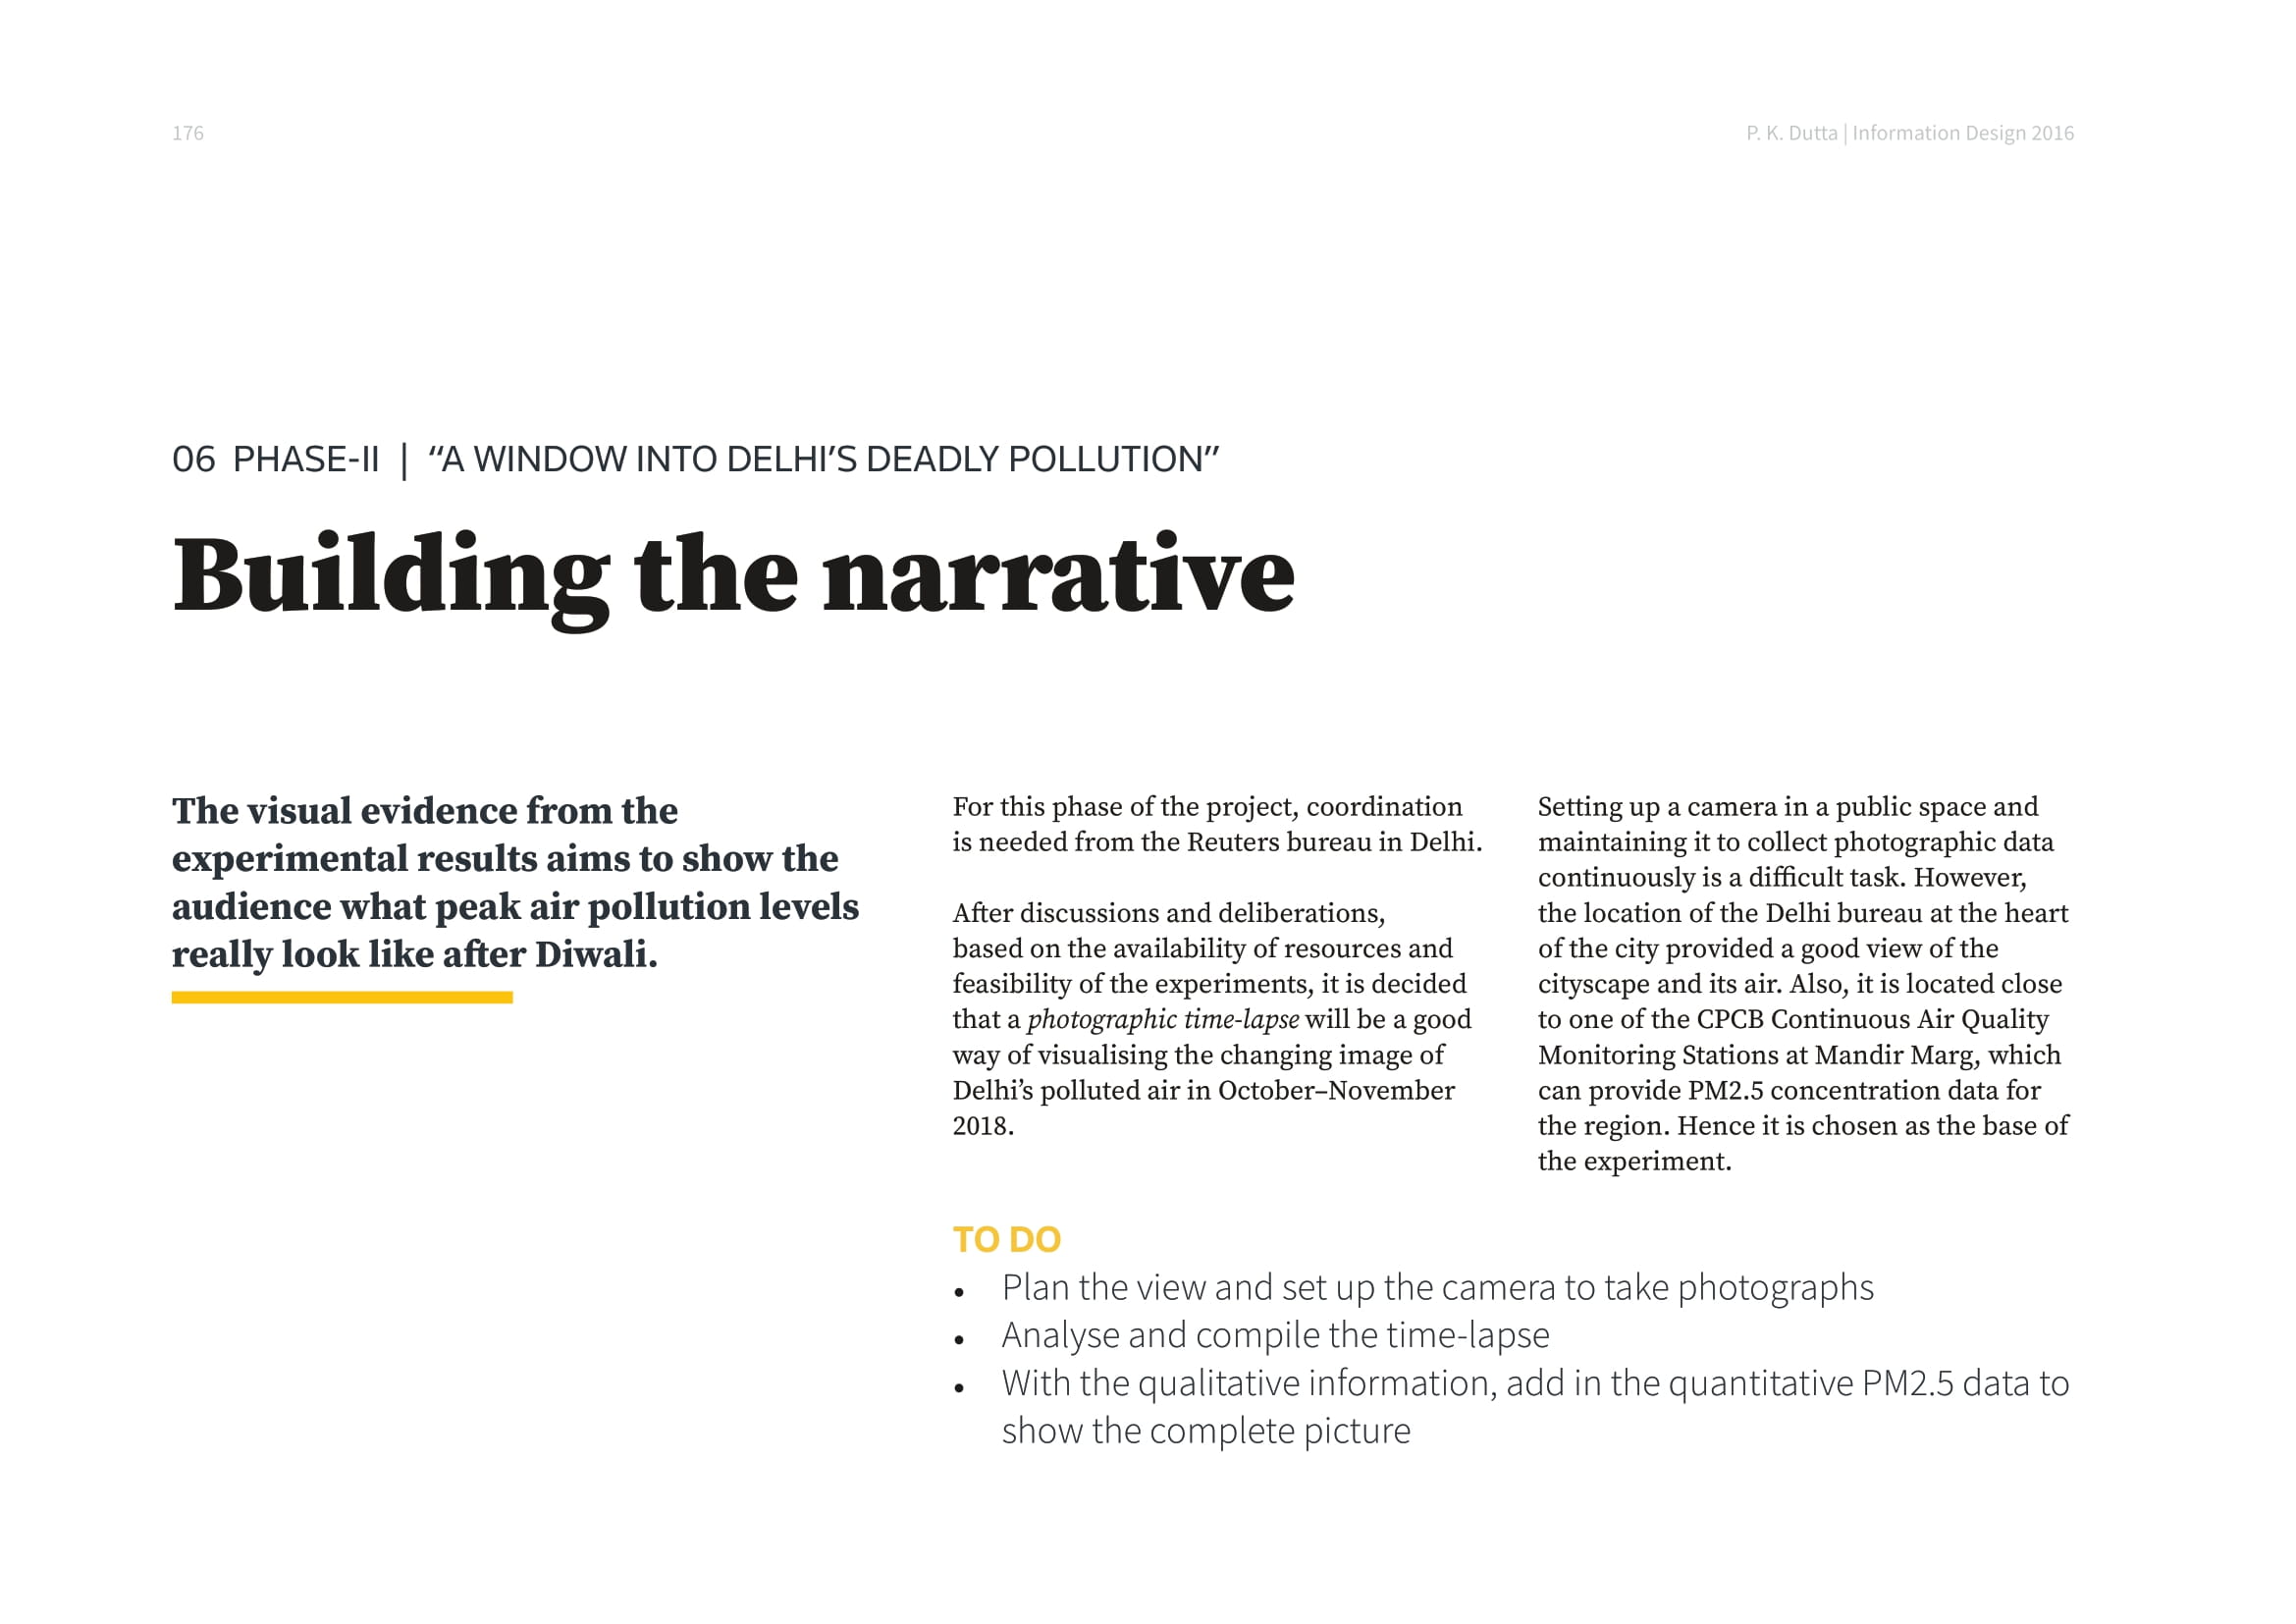 176
P. K. Dutta | Information Design 2016
06 PHASE-II | “A WINDOW INTO DELHI’S DEADLY POLLUTION”
Building the narrative
The visual evidence from the
experimental results aims to show the
audience what peak air pollution levels
really look like after Diwali.
For this phase of the project, coordination
is needed from the Reuters bureau in Delhi.
After discussions and deliberations,
based on the availability of resources and
feasibility of the experiments, it is decided
that a photographic time-lapse will be a good
way of visualising the changing image of
Delhi’s polluted air in October–November
2018.
Setting up a camera in a public space and
maintaining it to collect photographic data
continuously is a difficult task. However,
the location of the Delhi bureau at the heart
of the city provided a good view of the
cityscape and its air. Also, it is located close
to one of the CPCB Continuous Air Quality
Monitoring Stations at Mandir Marg, which
can provide PM2.5 concentration data for
the region. Hence it is chosen as the base of
the experiment.
TO DO
• Plan the view and set up the camera to take photographs
• Analyse and compile the time-lapse
• With the qualitative information, add in the quantitative PM2.5 data to
show the complete picture